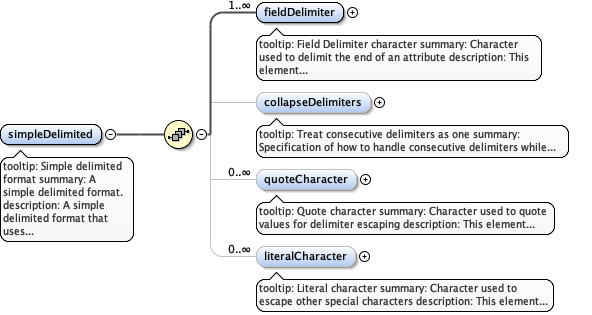 1..∞
fieldDelimiter
tooltip: Field Delimiter character summary: Character
used to delimit the end of an attribute description: This
element...
collapseDelimiters
tooltip: Treat consecutive delimiters as one summary:
Specification of how to handle consecutive delimiters while...
simpleDelimited
tooltip: Simple delimited
format summary: A
simple delimited format.
description: A simple
delimited format that
uses...
0..∞
quoteCharacter
tooltip: Quote character summary: Character used to quote
values for delimiter escaping description: This element...
0..∞
literalCharacter
tooltip: Literal character summary: Character used to
escape other special characters description: This element...